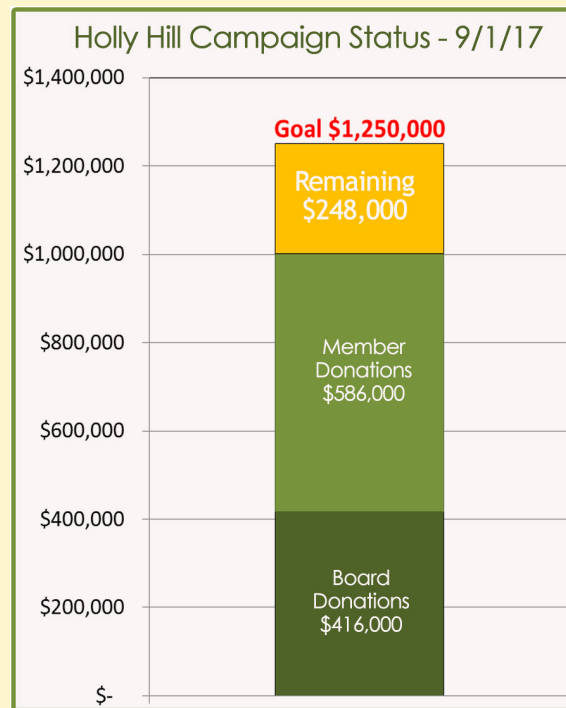 Holly Hill Campaign Status - 9/1/17
$1,400,000
Goal $1,250,000
$1,200,000
Remaining
$248,000
$1,000,000
$800,000
Member
Donations
$586,000
$600,000
$400,000
Board
Donations
$416,000
$200,000
$-